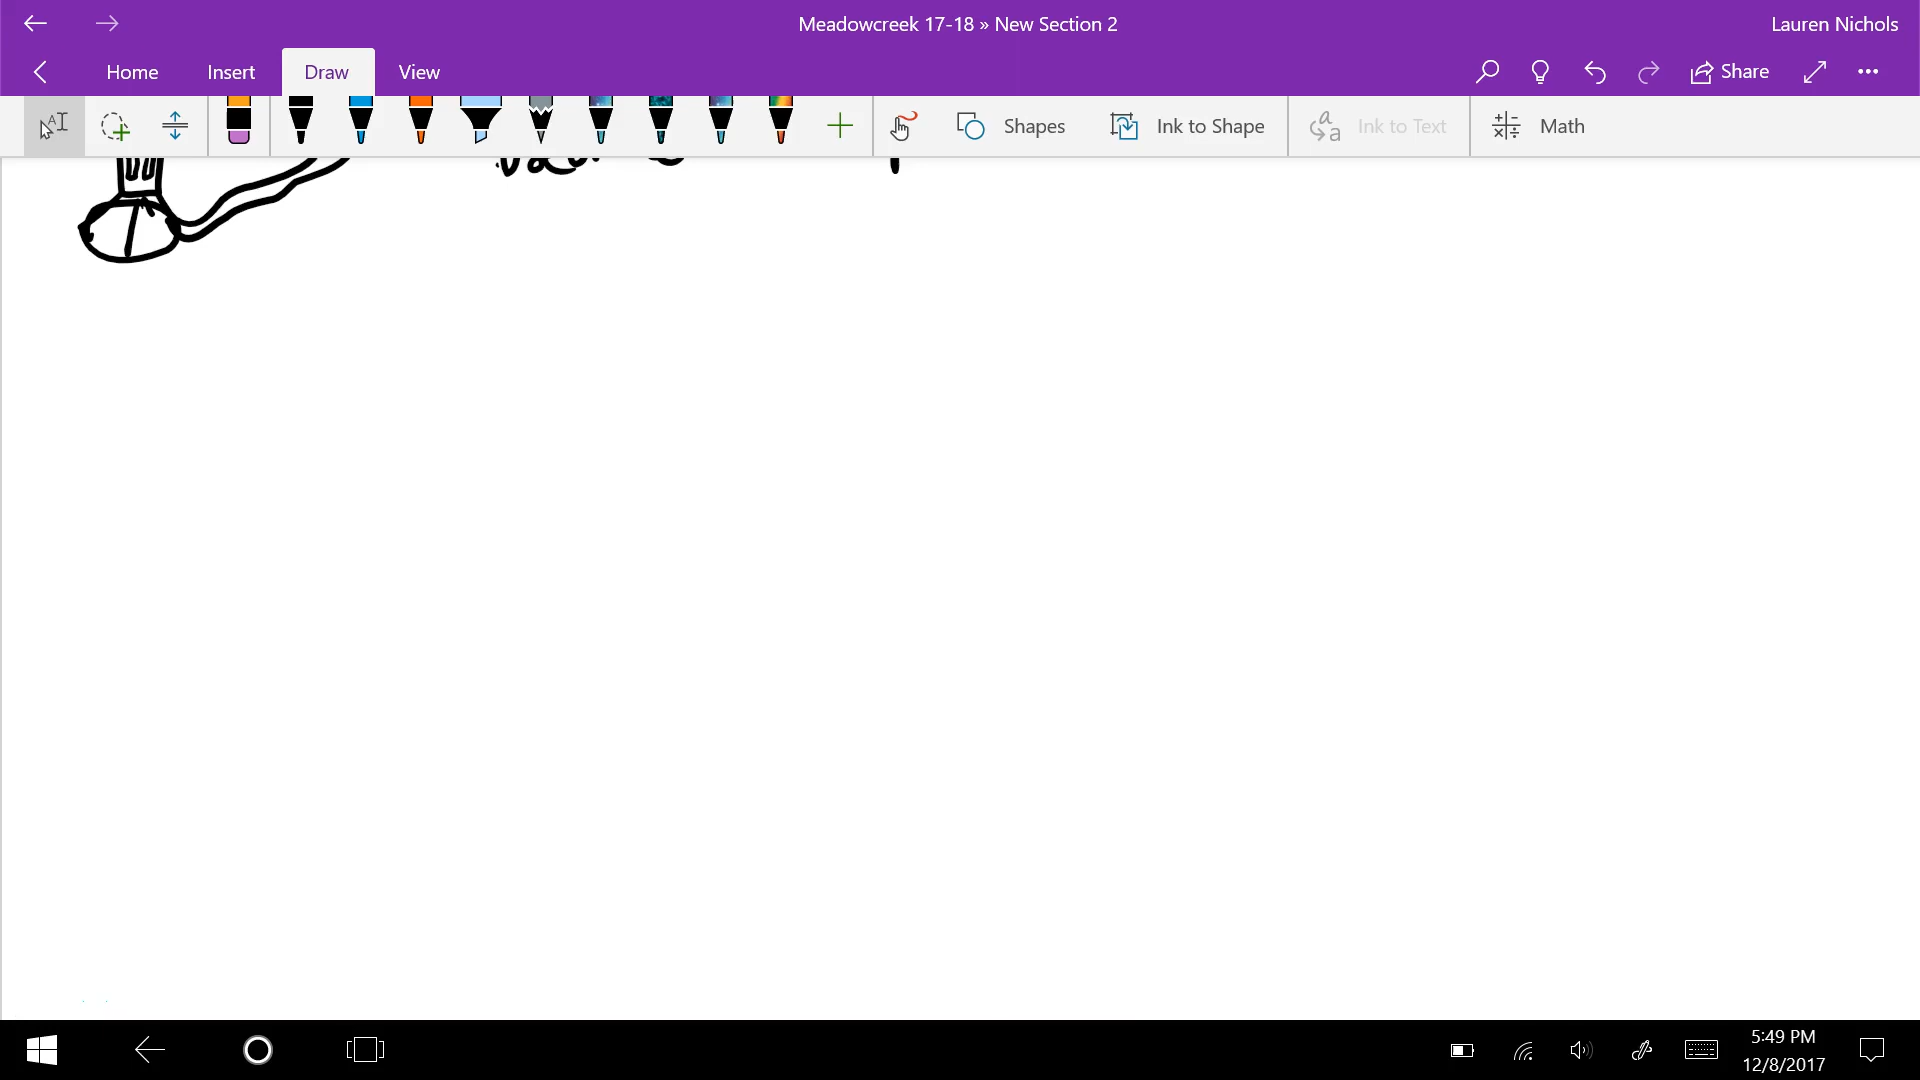 Meadowcreek 17-18 » New Section 2
Lauren Nichols
Home Insert Draw View
Share
Shapes Ink to Shape Ink to Text Math
5:49 PM
12/8/2017